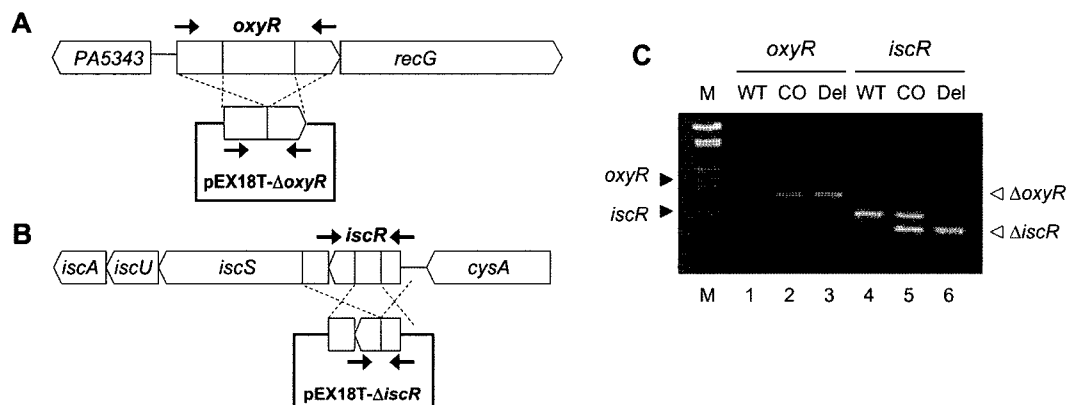 A
oxyR
PA5343
recG
pEX18T-ΔoxyR
B
iscR
iscA iscU iscS cysA
pEX18T-ΔiscR
C
oxyR iscR
M WT CO Del WT CO Del
oxyR
iscR
ΔoxyR
ΔiscR
M 1 2 3 4 5 6